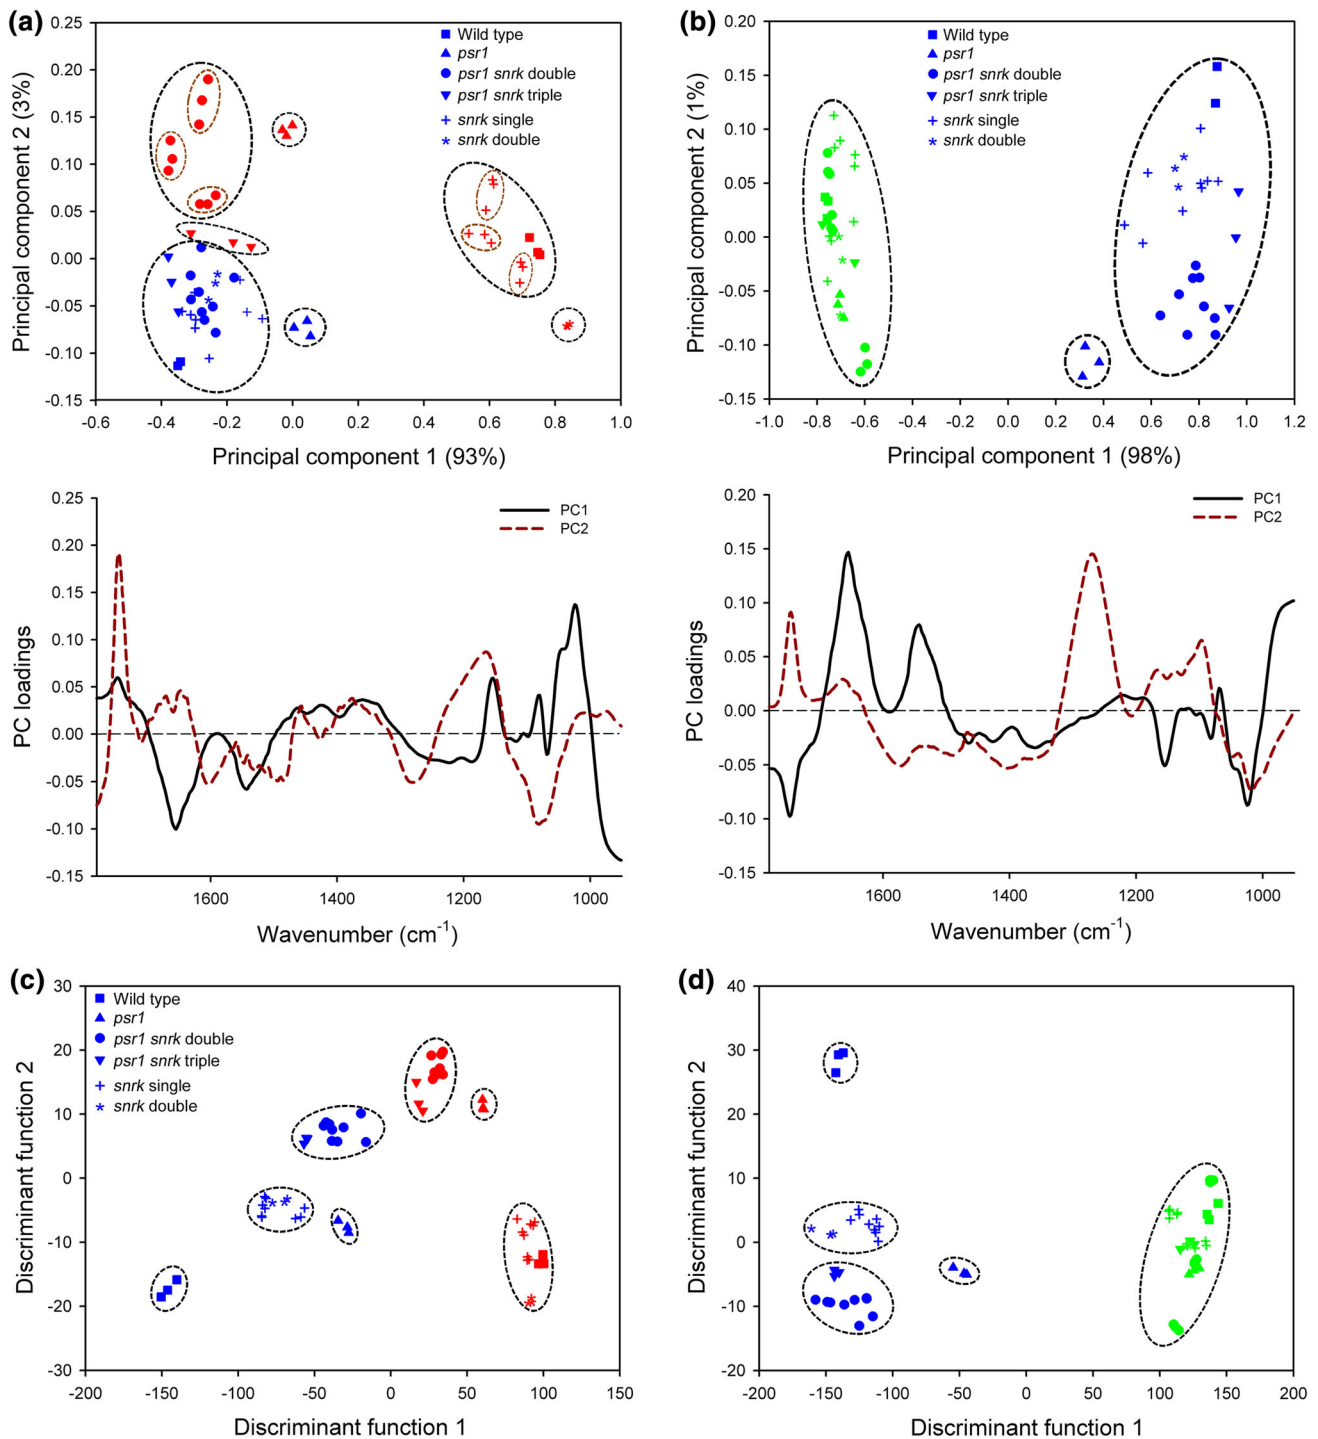 (a)
0.25
0.20
0.15
0.10
0.05
0.00
-0.05
-0.10
-0.15
Principal component 2 (3%)
Wild type
psr1
psr1 snrk double
psr1 snrk triple
snrk single
snrk double
-0.6 -0.4 -0.2 0.0 0.2 0.4 0.6 0.8 1.0
Principal component 1 (93%)
(b)
0.20
0.15
0.10
0.05
0.00
-0.05
-0.10
-0.15
Principal component 2 (1%)
Wild type
psr1
psr1 snrk double
psr1 snrk triple
snrk single
snrk double
-1.0 -0.8 -0.6 -0.4 -0.2 0.0 0.2 0.4 0.6 0.8 1.0 1.2
Principal component 1 (98%)
0.25
0.20
0.15
0.10
0.05
0.00
-0.05
-0.10
-0.15
PC loadings
PC1
PC2
1600 1400 1200 1000
Wavenumber (cm-1)
0.20
0.15
0.10
0.05
0.00
-0.05
-0.10
-0.15
PC loadings
PC1
PC2
1600 1400 1200 1000
Wavenumber (cm-1)
(c)
30
20
10
0
-10
-20
-30
Discriminant function 2
Wild type
psr1
psr1 snrk double
psr1 snrk triple
snrk single
snrk double
-200 -150 -100 -50 0 50 100 150
Discriminant function 1
(d)
40
30
20
10
0
-10
-20
Discriminant function 2
-200 -150 -100 -50 0 50 100 150 200
Discriminant function 1